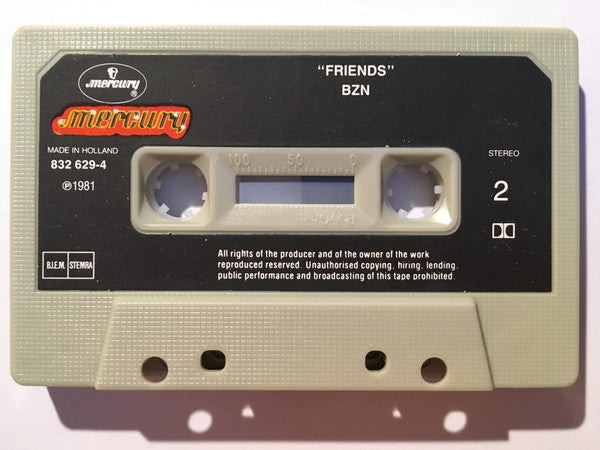 mercury
®
mercury
"FRIENDS"
BZN
MADE IN HOLLAND
832 629-4
℗1981
100 50 0
PolyGram
STEREO
2
B.I.E.M. STEMRA
All rights of the producer and of the owner of the work
reproduced reserved. Unauthorised copying, hiring, lending,
public performance and broadcasting of this tape prohibited.